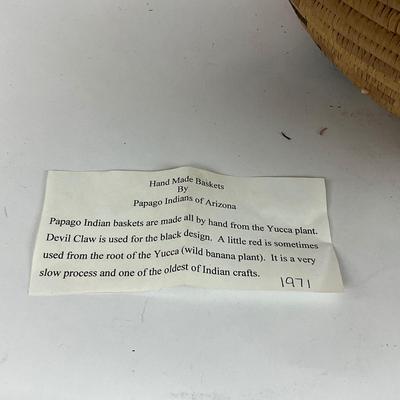 Hand Made Baskets
By
Papago Indians of Arizona
Papago Indian baskets are made all by hand from the Yucca plant.
Devil Claw is used for the black design. A little red is sometimes
used from the root of the Yucca (wild banana plant). It is a very
slow process and one of the oldest of Indian crafts.
1971